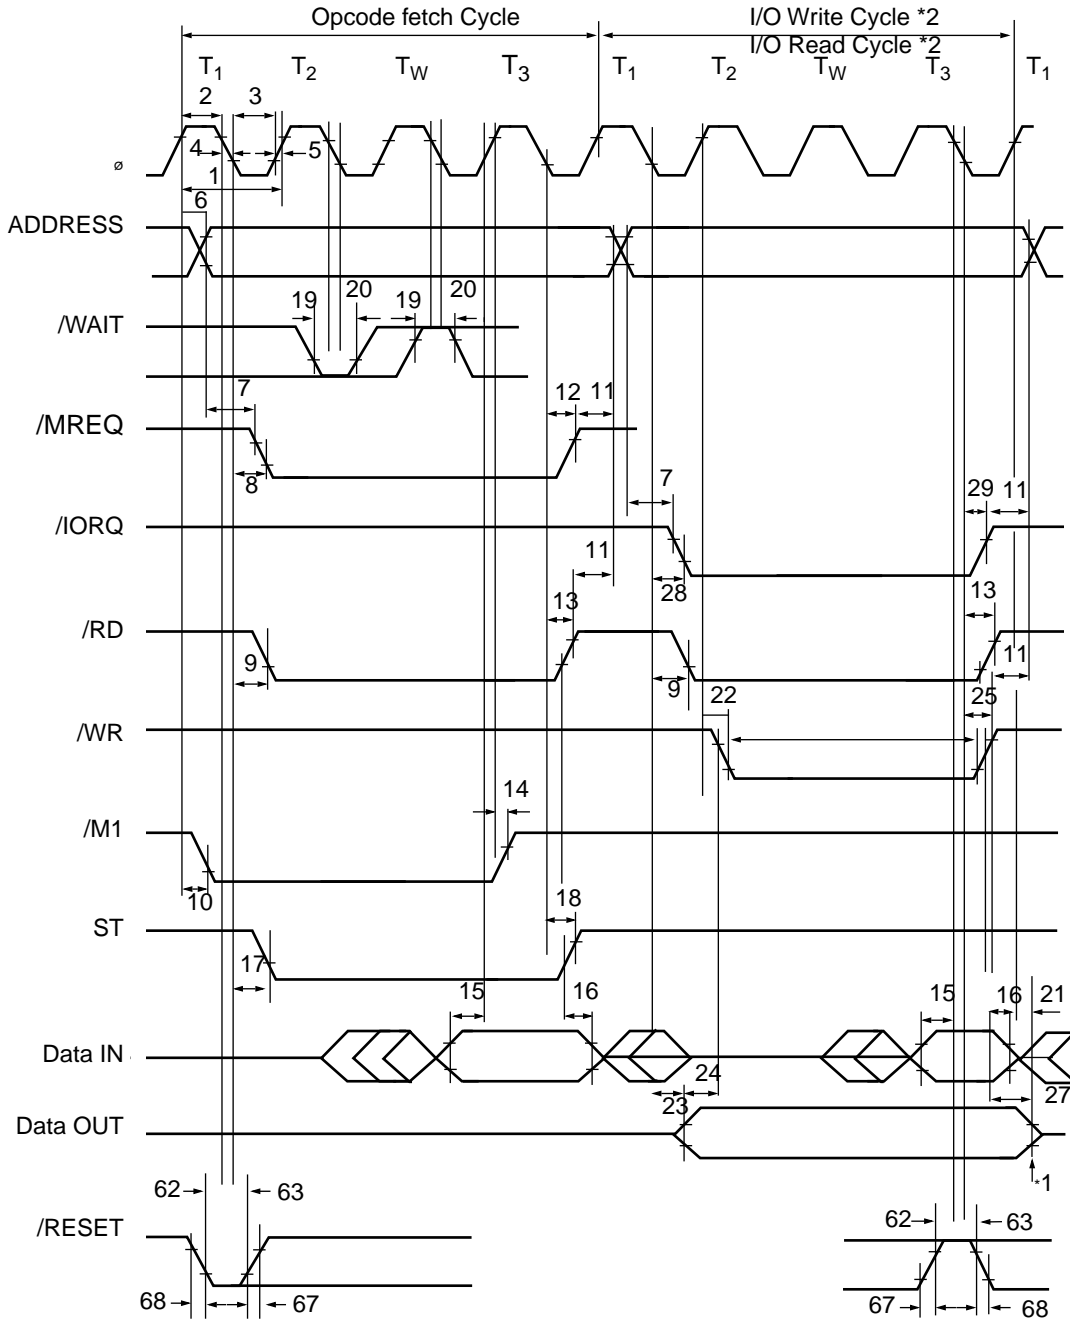 Opcode fetch Cycle
I/O Write Cycle *2
I/O Read Cycle *2
T1 T2 TW T3 T1 T2 TW T3 T1
2 3
4 5
ø
1
6
ADDRESS
19 20 19 20
/WAIT
7
12 11
/MREQ
8
7
29 11
/IORQ
11
28
13 13
/RD
9
11
9 22 25
/WR
14
/M1
10
18
ST
17
15 16 15 16 21
Data IN
24
23 27
Data OUT
*1
62 63
62 63
/RESET
68 67
67 68